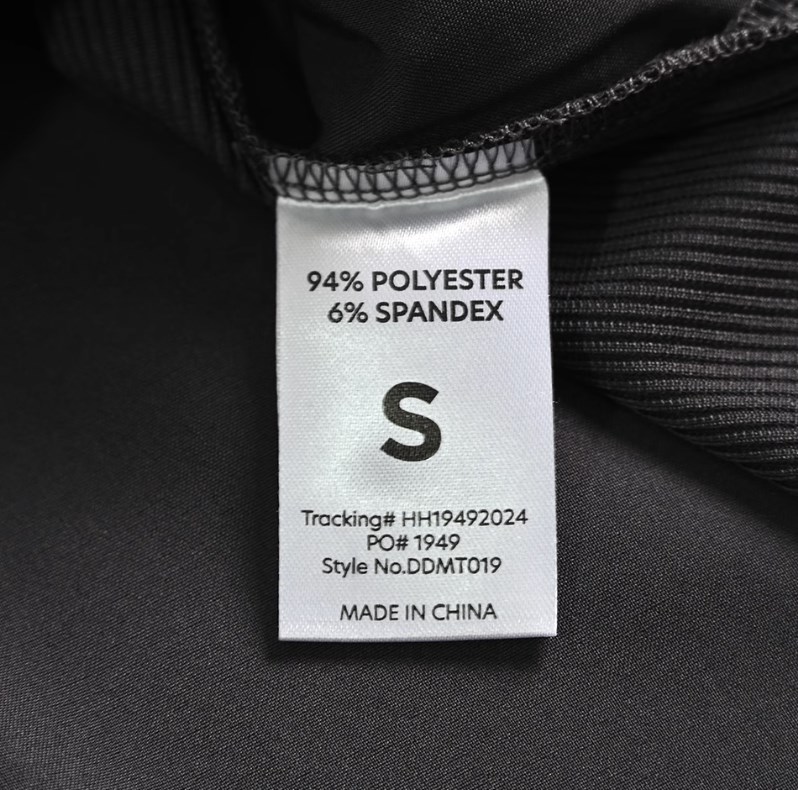 94% POLYESTER
6% SPANDEX
S
Tracking# HH19492024
PO# 1949
Style No.DDMT019
MADE IN CHINA